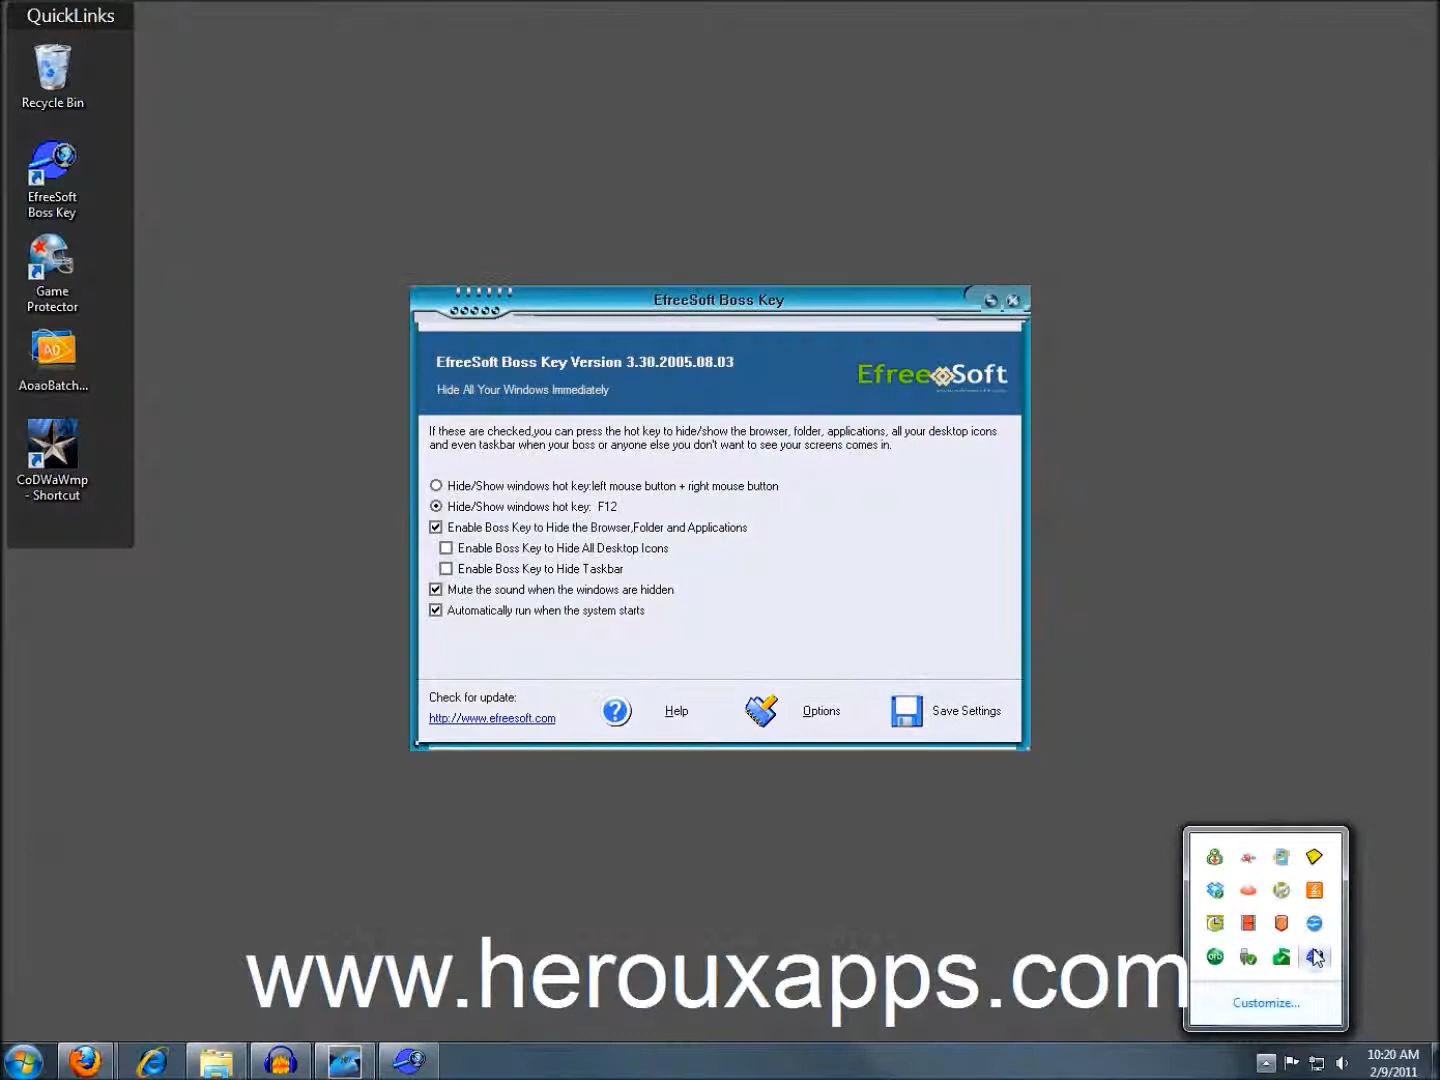 QuickLinks
Recycle Bin
EfreeSoft
Boss Key
Game
Protector
AoaoBatch...
CoDWaWmp
- Shortcut
EfreeSoft Boss Key
EfreeSoft Boss Key Version 3.30.2005.08.03
Hide All Your Windows Immediately
EfreeSoft
If these are checked,you can press the hot key to hide/show the browser, folder, applications, all your desktop icons
and even taskbar when your boss or anyone else you don't want to see your screens comes in.
Hide/Show windows hot key:left mouse button + right mouse button
Hide/Show windows hot key: F12
Enable Boss Key to Hide the Browser,Folder and Applications
Enable Boss Key to Hide All Desktop Icons
Enable Boss Key to Hide Taskbar
Mute the sound when the windows are hidden
Automatically run when the system starts
Check for update:
http://www.efreesoft.com
Help
Options
Save Settings
www.herouxapps.com
Customize...
10:20 AM
2/9/2011